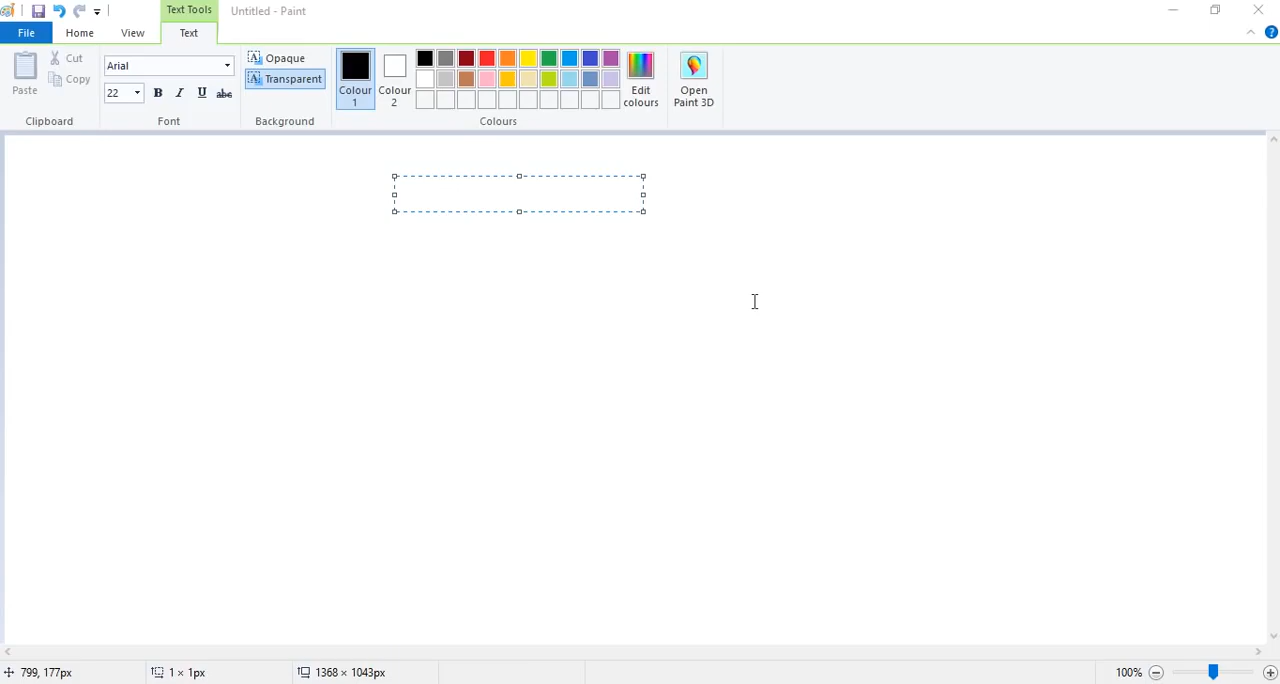 Text Tools
Untitled - Paint
File
Home
View
Text
Paste
Cut
Copy
Clipboard
Arial
22
B I U abc
Font
Opaque
Transparent
Background
Colour 1
Colour 2
Edit colours
Colours
Open Paint 3D
799, 177px
1 × 1px
1368 × 1043px
100%